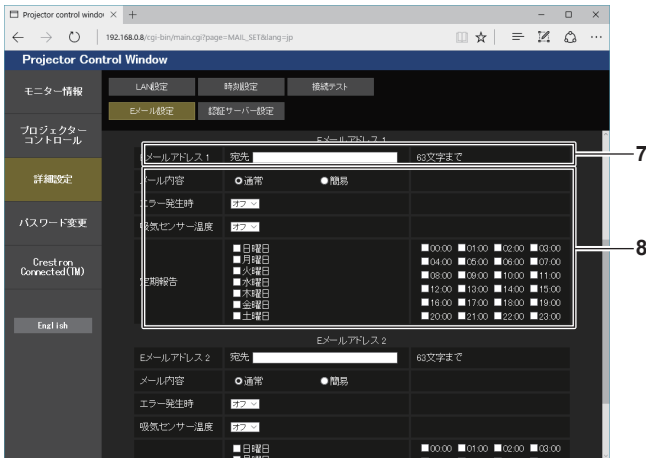 Projector control windov
192.168.0.8/cgi-bin/main.cgi?page=MAIL_SET&lang=jp
Projector Control Window
モニター情報
プロジェクター
コントロール
詳細設定
パスワード変更
Crestron
Connected(TM)
English
LAN設定 時刻設定 接続テスト
Eメール設定 認証サーバー設定
Eメールアドレス 1
Eメールアドレス 1 宛先 63文字まで
7
メール内容 通常 簡易
エラー発生時 オフ
吸気センサー温度 オフ
8
定期報告
日曜日
月曜日
火曜日
水曜日
木曜日
金曜日
土曜日
00:00 01:00 02:00 03:00
04:00 05:00 06:00 07:00
08:00 09:00 10:00 11:00
12:00 13:00 14:00 15:00
16:00 17:00 18:00 19:00
20:00 21:00 22:00 23:00
Eメールアドレス 2
Eメールアドレス 2 宛先 63文字まで
メール内容 通常 簡易
エラー発生時 オフ
吸気センサー温度 オフ
日曜日 00:00 01:00 02:00 03:00